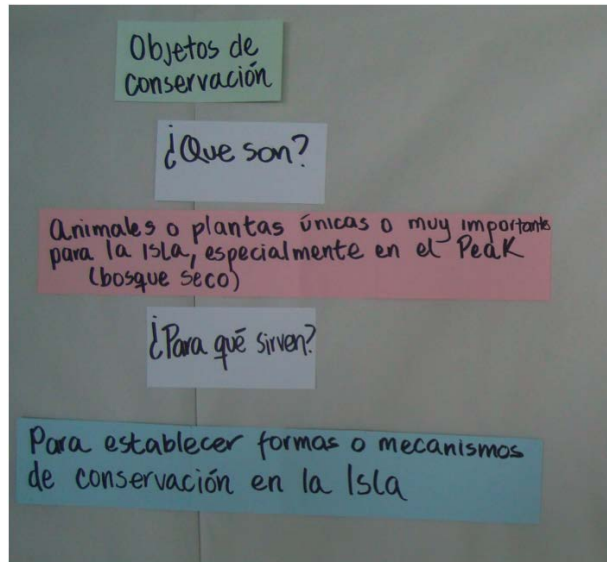 Objetos de
conservación
¿Que son?
Animales o plantas únicas o muy importante
para la Isla, especialmente en el Peak
(bosque seco)
¿Para qué sirven?
Para establecer formas o mecanismos
de conservación en la Isla